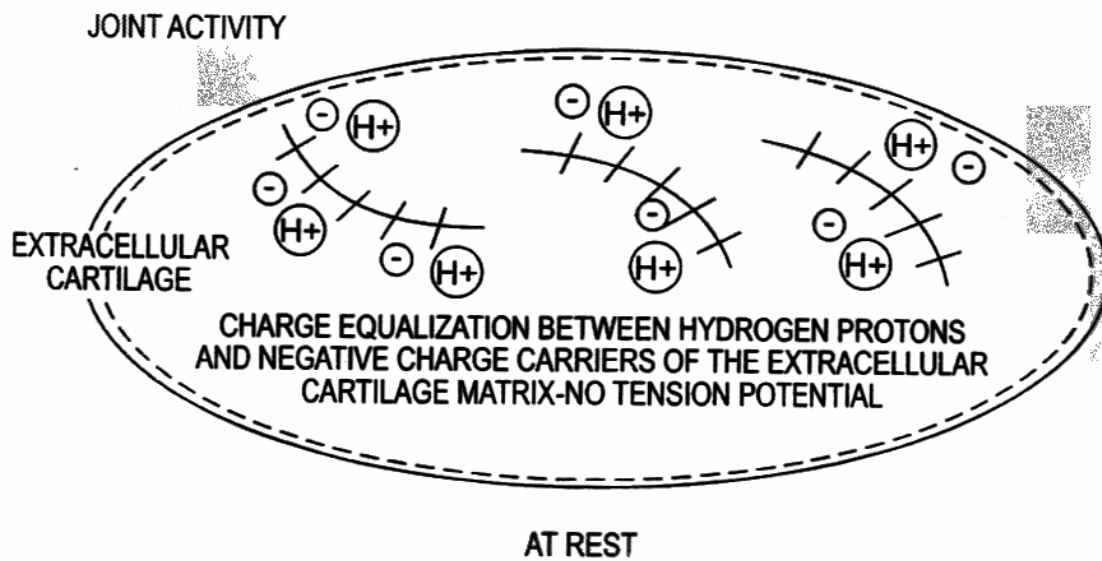 JOINT ACTIVITY
- H+
- H+
H+ -
- H+
- H+
- H+
- H+
EXTRACELLULAR
CARTILAGE
CHARGE EQUALIZATION BETWEEN HYDROGEN PROTONS
AND NEGATIVE CHARGE CARRIERS OF THE EXTRACELLULAR
CARTILAGE MATRIX-NO TENSION POTENTIAL
AT REST